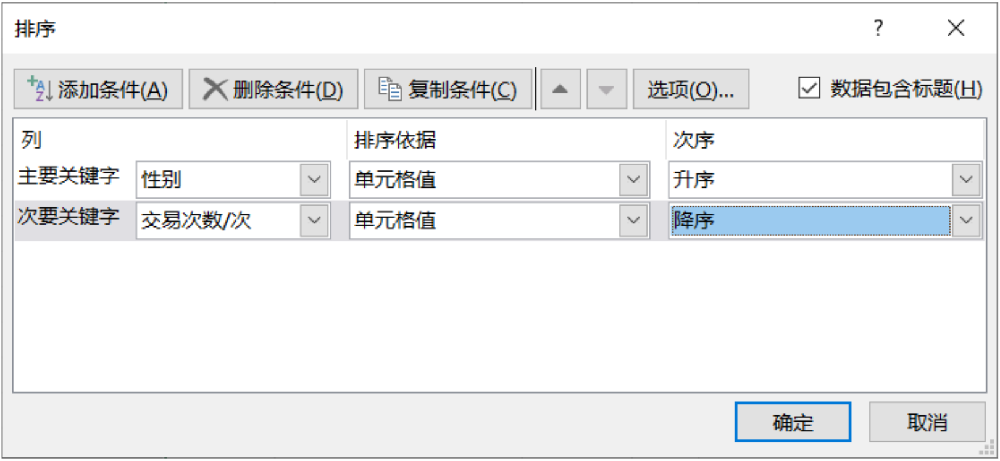 排序 ?
添加条件(A) 删除条件(D) 复制条件(C) 选项(O)... 数据包含标题(H)
列 排序依据 次序
主要关键字 性别 单元格值 升序
次要关键字 交易次数/次 单元格值 降序
确定 取消